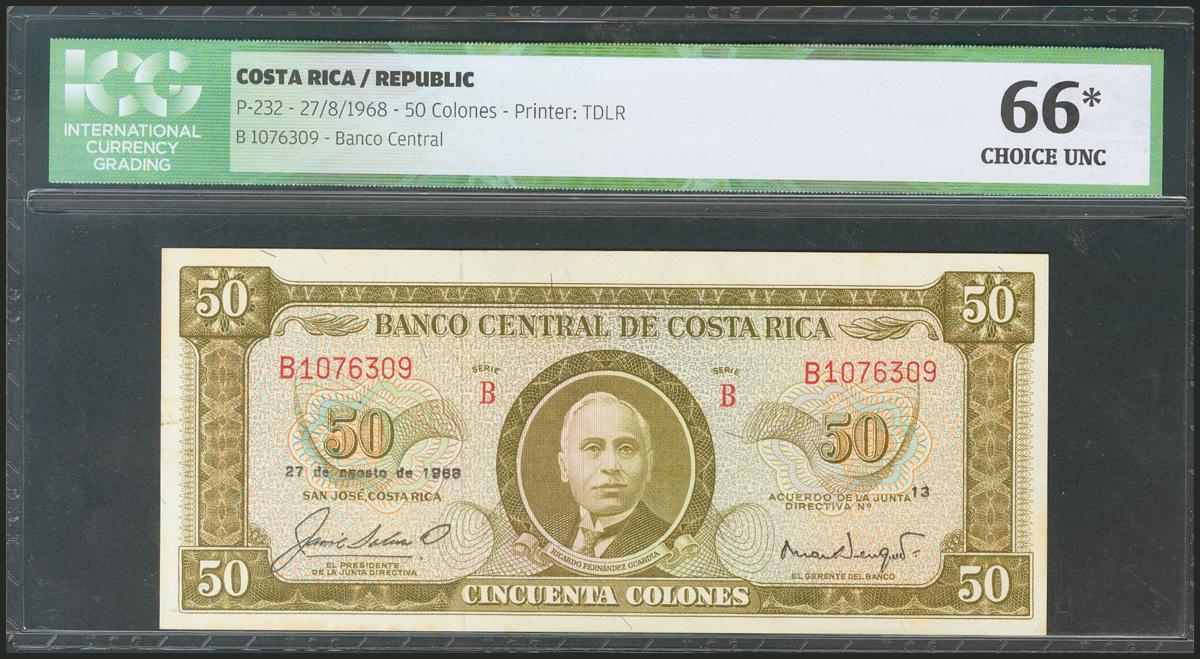 ICG
INTERNATIONAL
CURRENCY
GRADING
COSTA RICA / REPUBLIC
P-232 - 27/8/1968 - 50 Colones - Printer: TDLR
B 1076309 - Banco Central
66*
CHOICE UNC
50
50
BANCO CENTRAL DE COSTA RICA
B1076309
SERIE
B
SERIE
B
B1076309
50
50
27 de agosto de 1968
SAN JOSÉ, COSTA RICA
ACUERDO DE LA JUNTA 13
DIRECTIVA Nº
EL PRESIDENTE
DE LA JUNTA DIRECTIVA
RICARDO FERNÁNDEZ GUARDIA
EL GERENTE DEL BANCO
50
CINCUENTA COLONES
50